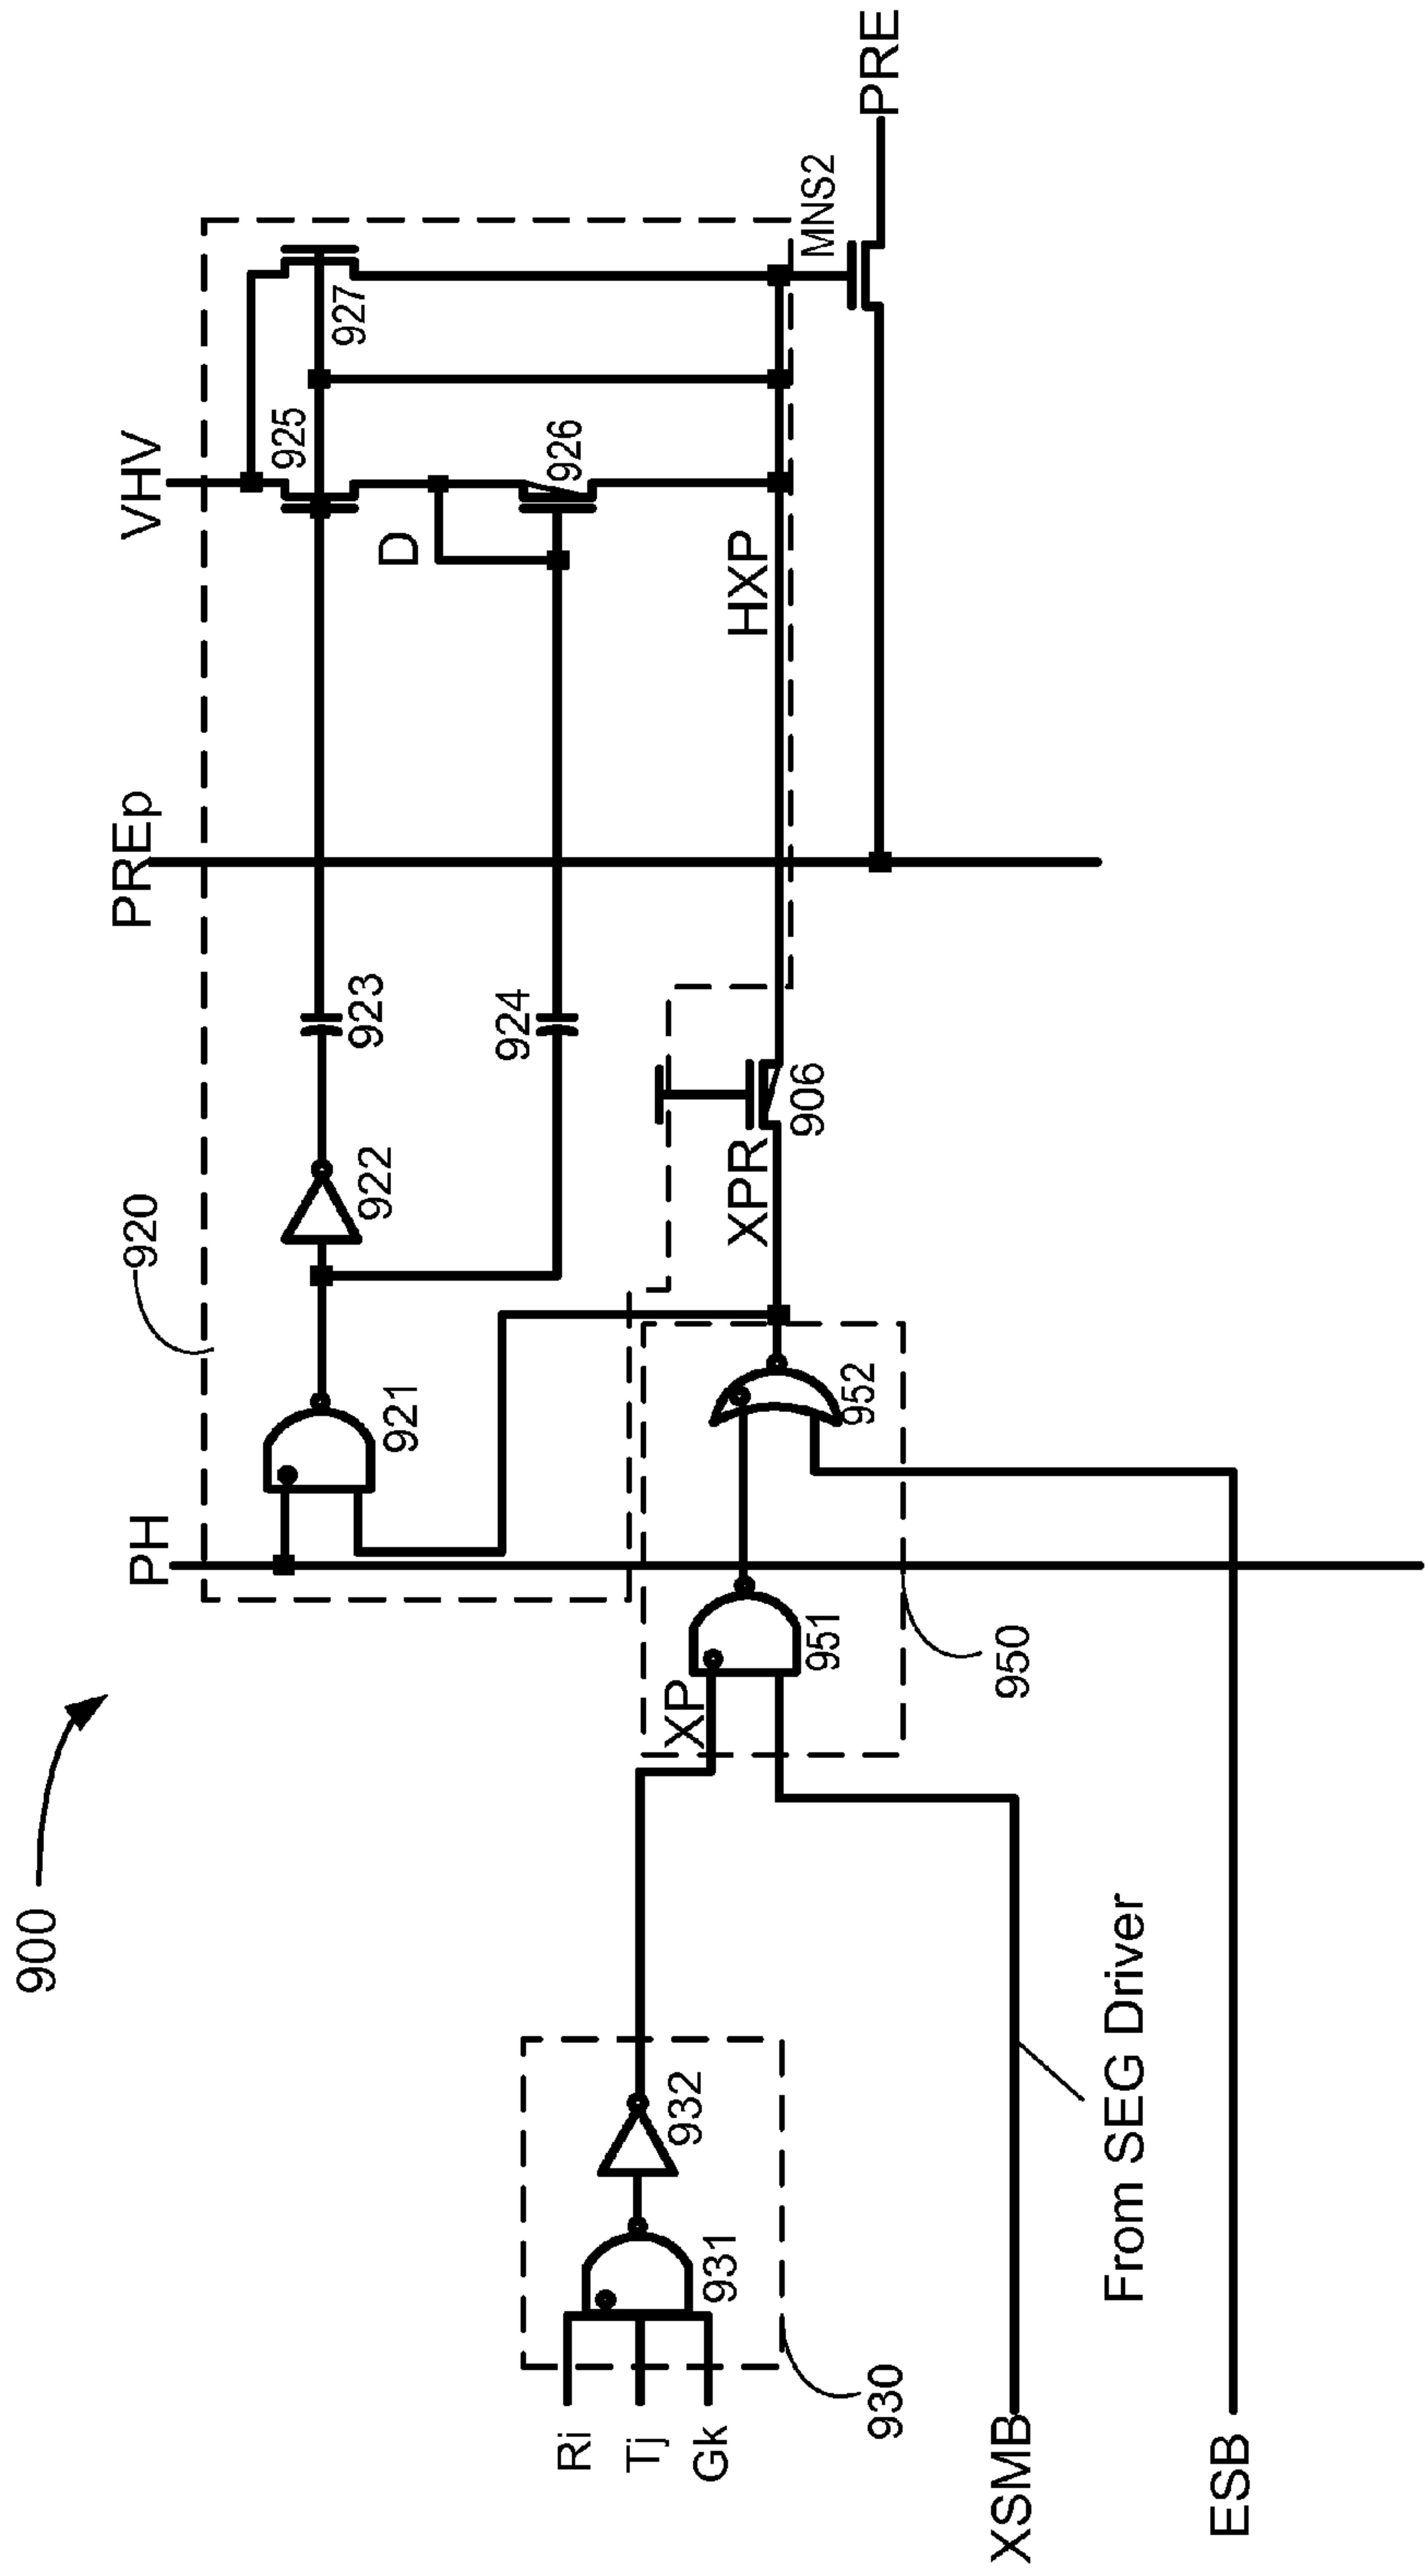 900
PH
920
PREp
VHV
921
922
923
924
925
926
927
D
HXP
MNS2
PRE
XPR
906
XP
951
952
950
Ri
Tj
Gk
931
932
930
XSMB
From SEG Driver
ESB